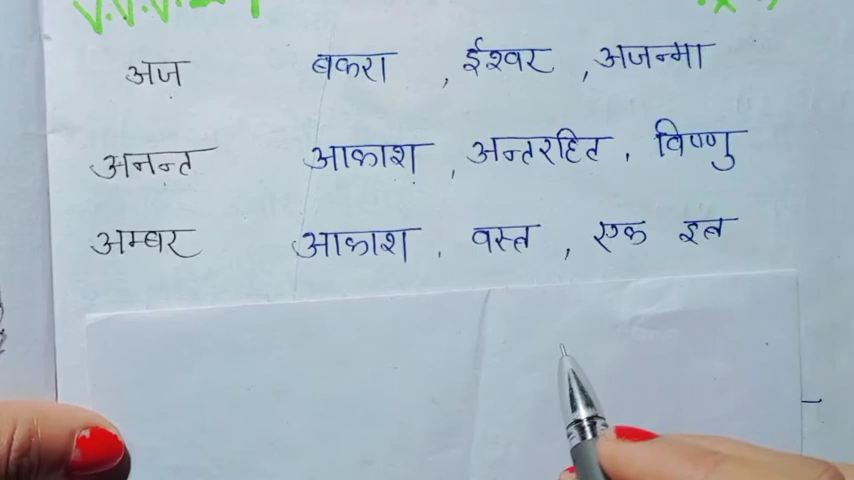 V.V.V.
अज बकरा , ईश्वर , अजन्मा
अनन्त आकाश , अन्तरहित , विष्णु
अम्बर आकाश , वस्त , एक इत्र